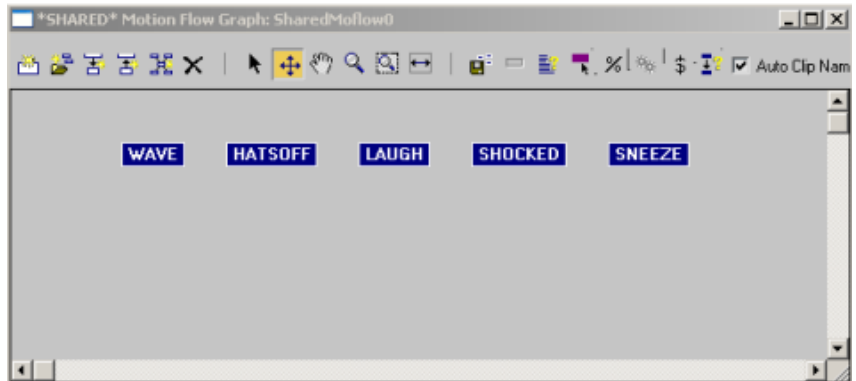 *SHARED* Motion Flow Graph: SharedMoflow0
% $ Auto Clip Nam
WAVE HATSOFF LAUGH SHOCKED SNEEZE